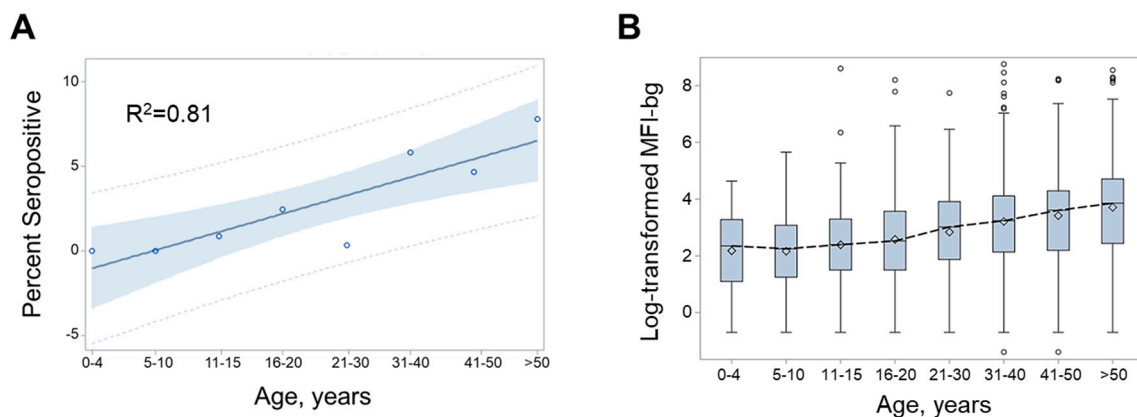 A
Percent Seropositive
10
5
0
-5
R²=0.81
0-4 5-10 11-15 16-20 21-30 31-40 41-50 >50
Age, years
B
Log-transformed MFI-bg
8
6
4
2
0
0-4 5-10 11-15 16-20 21-30 31-40 41-50 >50
Age, years